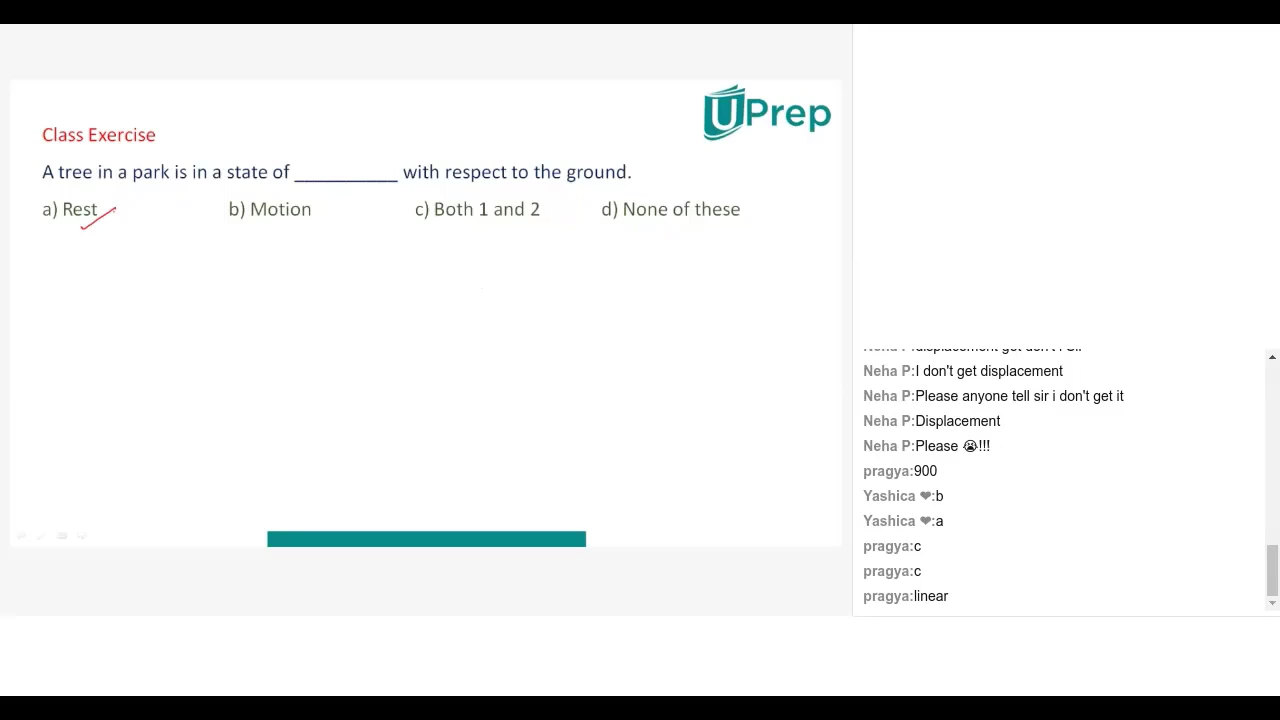 UPrep
Class Exercise
A tree in a park is in a state of __________ with respect to the ground.
a) Rest b) Motion c) Both 1 and 2 d) None of these
Neha P:I don't get displacement
Neha P:Please anyone tell sir i don't get it
Neha P:Displacement
Neha P:Please 😭!!!
pragya:900
Yashica ❤:b
Yashica ❤:a
pragya:c
pragya:c
pragya:linear